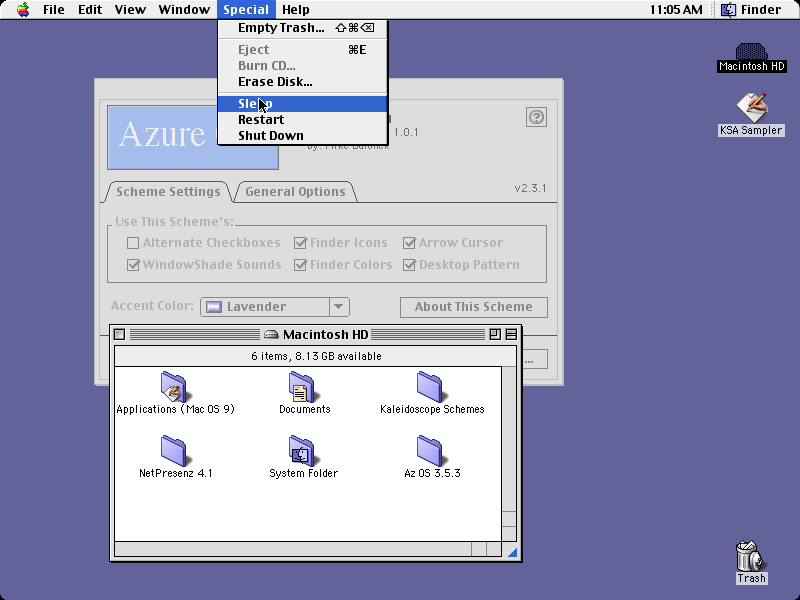 File Edit View Window Special Help 11:05 AM Finder
Empty Trash... ⇧⌘⌫
Eject ⌘E
Burn CD...
Erase Disk...
Sleep
Restart
Shut Down
Macintosh HD
KSA Sampler
Azure
1.0.1
?
v2.3.1
Scheme Settings General Options
Use This Scheme's:
Alternate Checkboxes Finder Icons Arrow Cursor
WindowShade Sounds Finder Colors Desktop Pattern
Accent Color: Lavender About This Scheme
...
Macintosh HD
6 items, 8.13 GB available
Applications (Mac OS 9) Documents Kaleidoscope Schemes
NetPresenz 4.1 System Folder Az OS 3.5.3
Trash